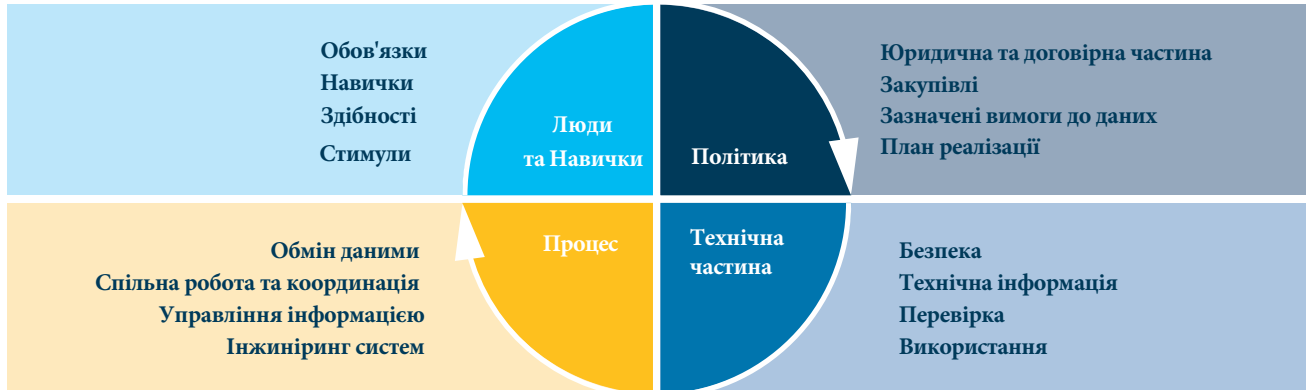 Обов'язки
Навички
Здібності
Стимули
Люди
та Навички
Політика
Юридична та договірна частина
Закупівлі
Зазначені вимоги до даних
План реалізації
Обмін даними
Спільна робота та координація
Управління інформацією
Інжиніринг систем
Процес
Технічна
частина
Безпека
Технічна інформація
Перевірка
Використання